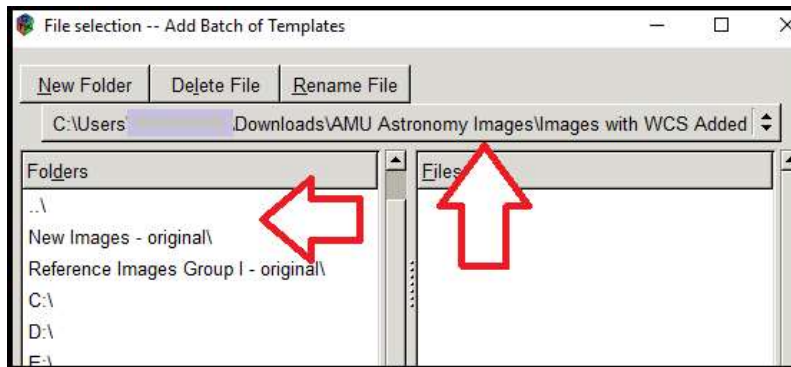 File selection -- Add Batch of Templates
New Folder Delete File Rename File
C:\Users\ Downloads\AMU Astronomy Images\Images with WCS Added
Folders Files
..\
New Images - original\
Reference Images Group I - original\
C:\
D:\
E:\